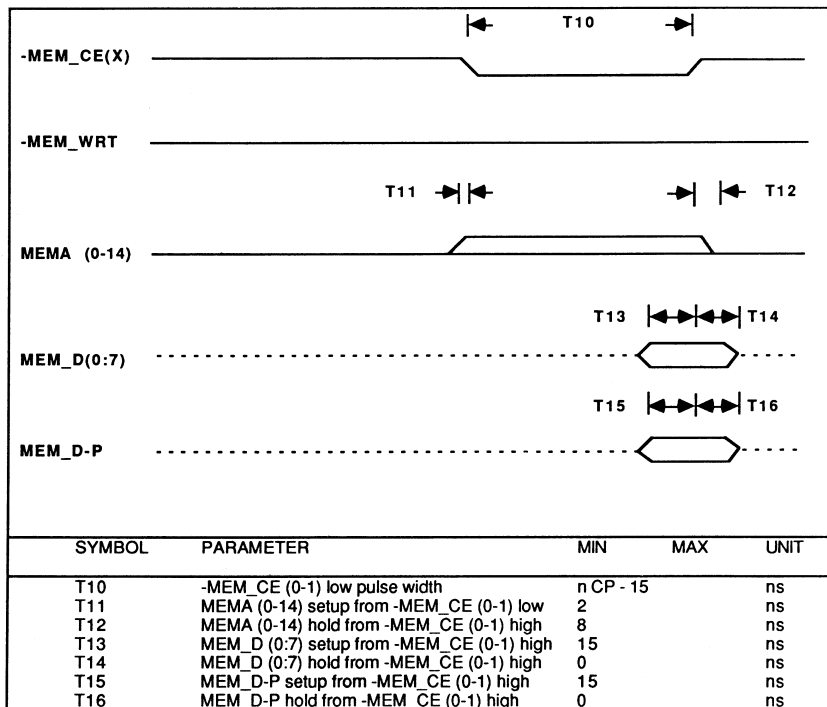 T10
-MEM_CE(X)
-MEM_WRT
T11 T12
MEMA (0-14)
T13 T14
MEM_D(0:7)
T15 T16
MEM_D-P
SYMBOL PARAMETER MIN MAX UNIT
T10 -MEM_CE (0-1) low pulse width n CP - 15 ns
T11 MEMA (0-14) setup from -MEM_CE (0-1) low 2 ns
T12 MEMA (0-14) hold from -MEM_CE (0-1) high 8 ns
T13 MEM_D (0:7) setup from -MEM_CE (0-1) high 15 ns
T14 MEM_D (0:7) hold from -MEM_CE (0-1) high 0 ns
T15 MEM_D-P setup from -MEM_CE (0-1) high 15 ns
T16 MEM_D-P hold from -MEM_CE (0-1) high 0 ns